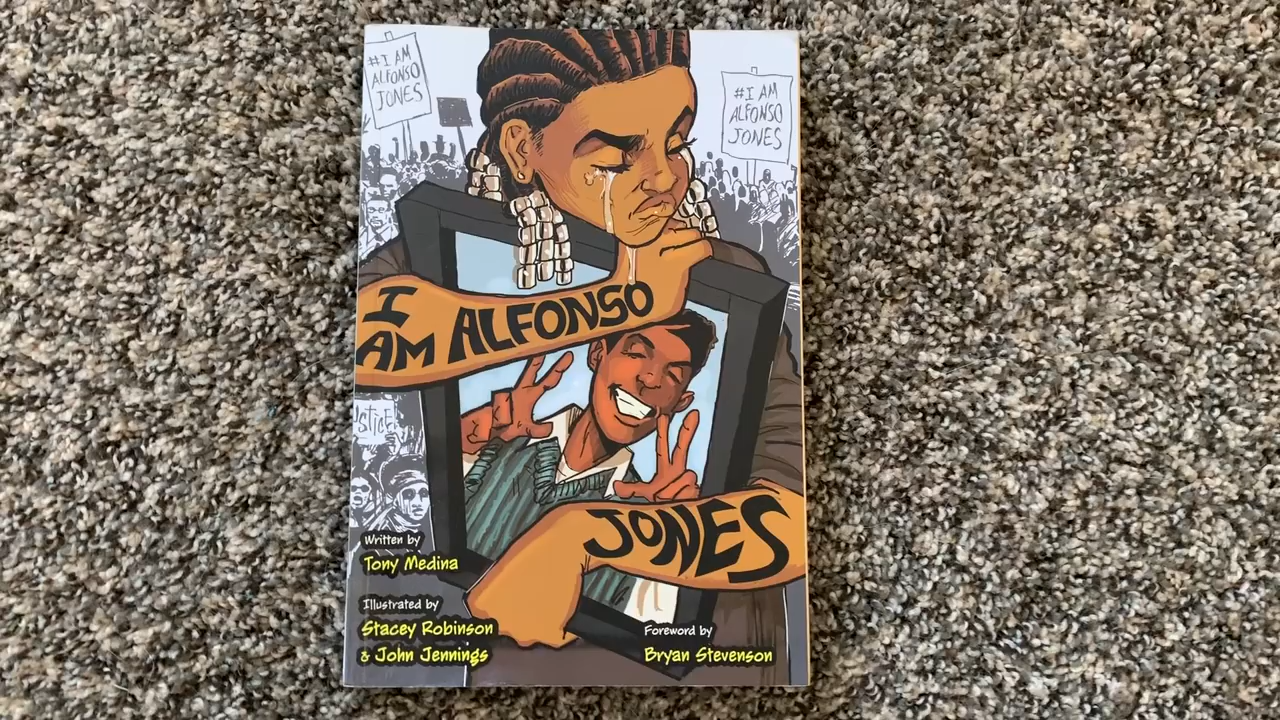 #I AM
ALFONSO
JONES
#I AM
ALFONSO
JONES
I
AM ALFONSO
JONES
STICE
Written by
Tony Medina
Illustrated by
Stacey Robinson
& John Jennings
Foreword by
Bryan Stevenson